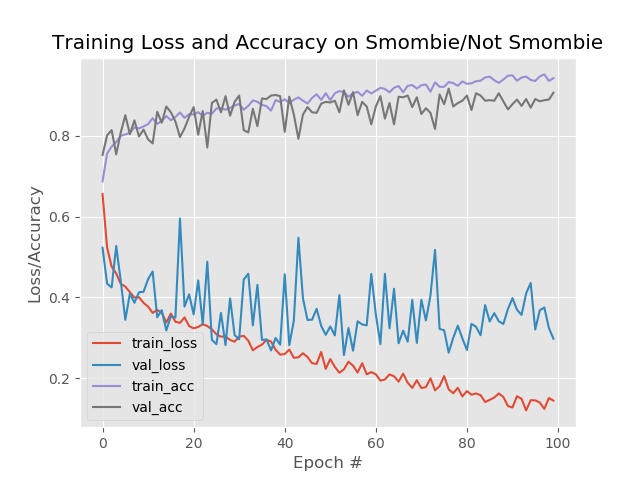 Training Loss and Accuracy on Smombie/Not Smombie
Loss/Accuracy
0.8
0.6
0.4
0.2
train_loss
val_loss
train_acc
val_acc
0 20 40 60 80 100
Epoch #